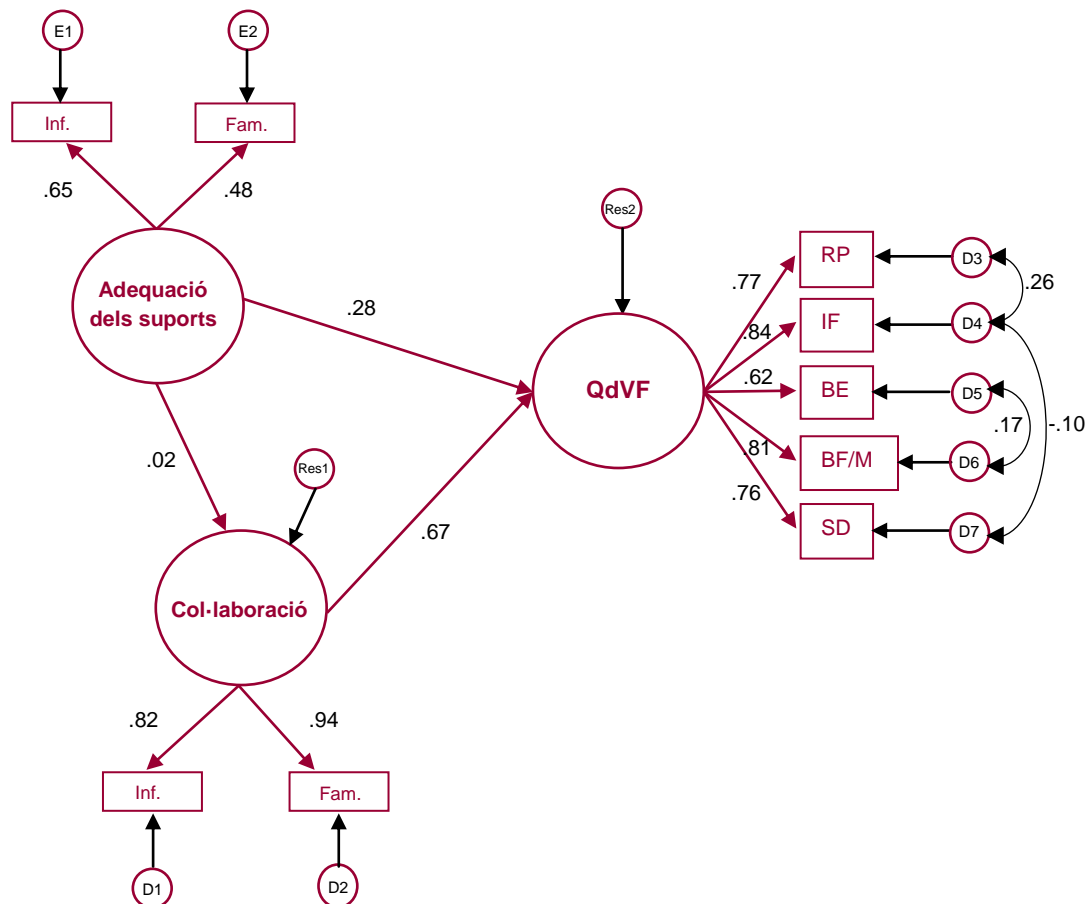 E1
E2
Inf.
Fam.
.65
.48
Adequació
dels suports
.28
Res2
RP
D3
.77
.26
IF
D4
.84
QdVF
.62
BE
D5
.17
-.10
.81
BF/M
D6
.76
SD
D7
.02
Res1
.67
Col·laboració
.82
.94
Inf.
Fam.
D1
D2